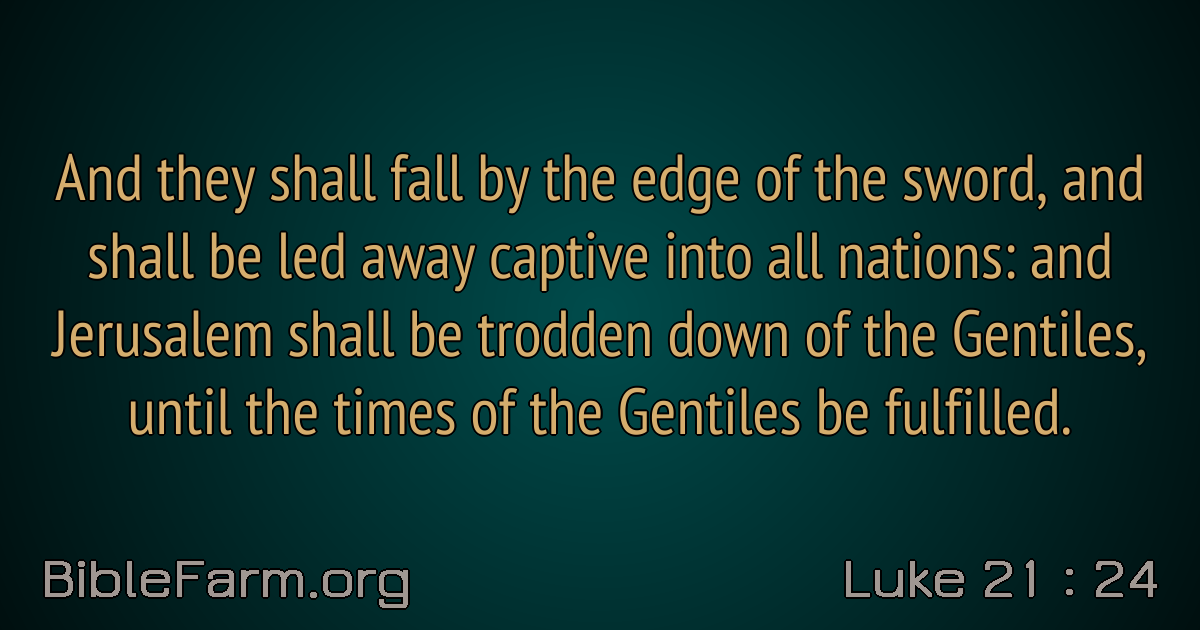 And they shall fall by the edge of the sword, and
shall be led away captive into all nations: and
Jerusalem shall be trodden down of the Gentiles,
until the times of the Gentiles be fulfilled.
BibleFarm.org
Luke 21 : 24